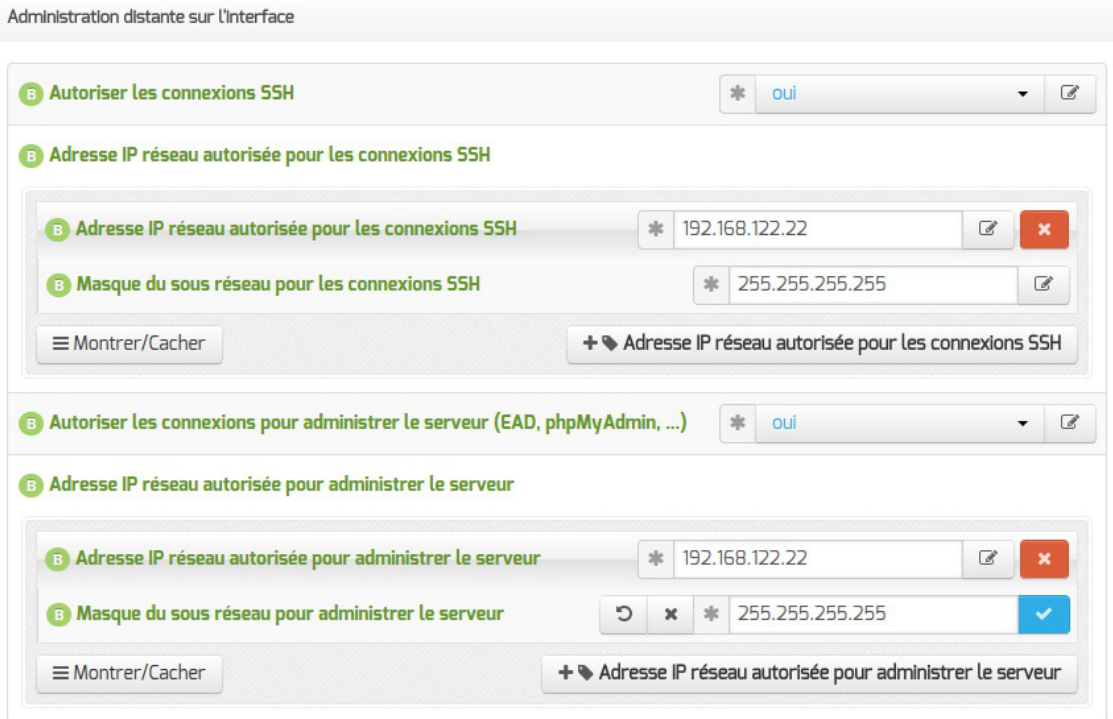 Administration distante sur l'interface
B Autoriser les connexions SSH * oui
B Adresse IP réseau autorisée pour les connexions SSH
B Adresse IP réseau autorisée pour les connexions SSH * 192.168.122.22
B Masque du sous réseau pour les connexions SSH * 255.255.255.255
Montrer/Cacher + Adresse IP réseau autorisée pour les connexions SSH
B Autoriser les connexions pour administrer le serveur (EAD, phpMyAdmin, ...) * oui
B Adresse IP réseau autorisée pour administrer le serveur
B Adresse IP réseau autorisée pour administrer le serveur * 192.168.122.22
B Masque du sous réseau pour administrer le serveur * 255.255.255.255
Montrer/Cacher + Adresse IP réseau autorisée pour administrer le serveur